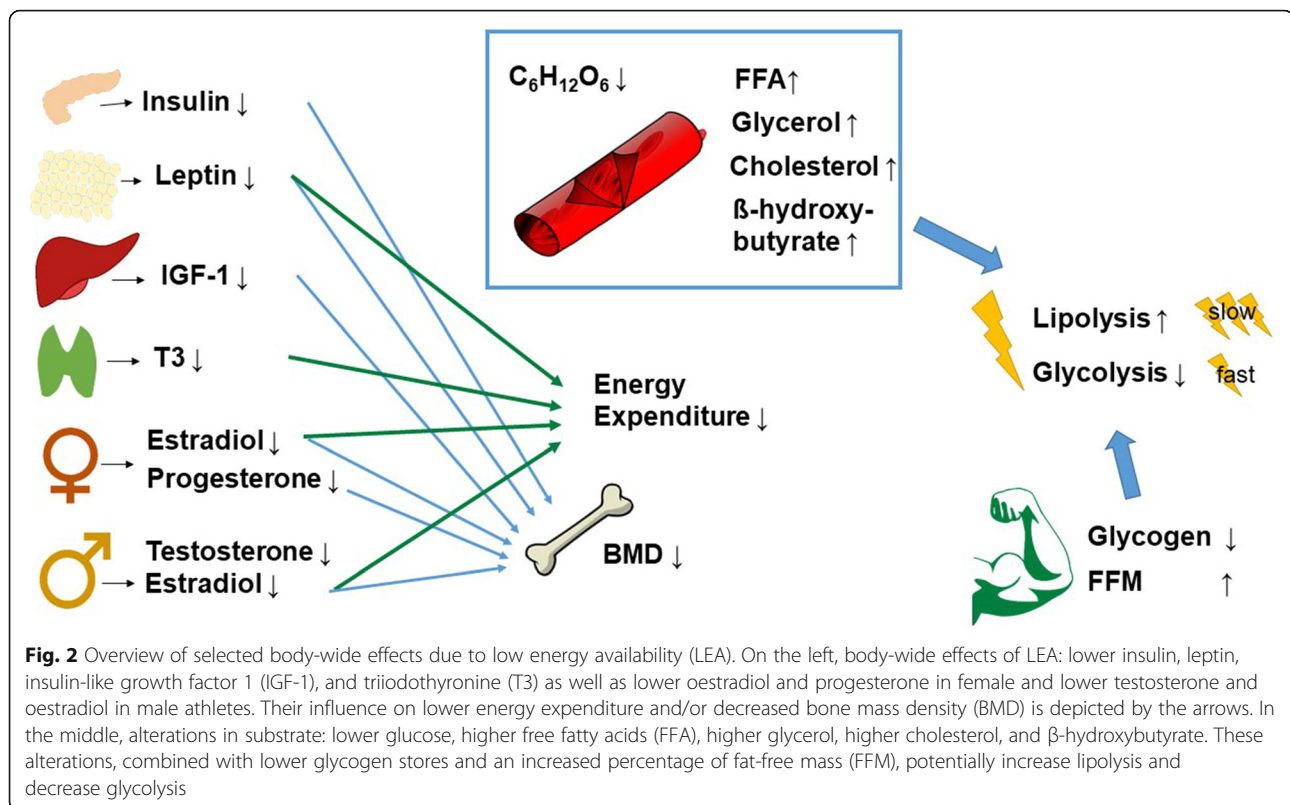 Insulin ↓
Leptin ↓
IGF-1 ↓
T3 ↓
Estradiol ↓
Progesterone ↓
Testosterone ↓
Estradiol ↓
C₆H₁₂O₆ ↓
FFA ↑
Glycerol ↑
Cholesterol ↑
ß-hydroxy-
butyrate ↑
Energy
Expenditure ↓
BMD ↓
Lipolysis ↑
slow
Glycolysis ↓
fast
Glycogen ↓
FFM ↑
Fig. 2 Overview of selected body-wide effects due to low energy availability (LEA). On the left, body-wide effects of LEA: lower insulin, leptin,
insulin-like growth factor 1 (IGF-1), and triiodothyronine (T3) as well as lower oestradiol and progesterone in female and lower testosterone and
oestradiol in male athletes. Their influence on lower energy expenditure and/or decreased bone mass density (BMD) is depicted by the arrows. In
the middle, alterations in substrate: lower glucose, higher free fatty acids (FFA), higher glycerol, higher cholesterol, and β-hydroxybutyrate. These
alterations, combined with lower glycogen stores and an increased percentage of fat-free mass (FFM), potentially increase lipolysis and
decrease glycolysis